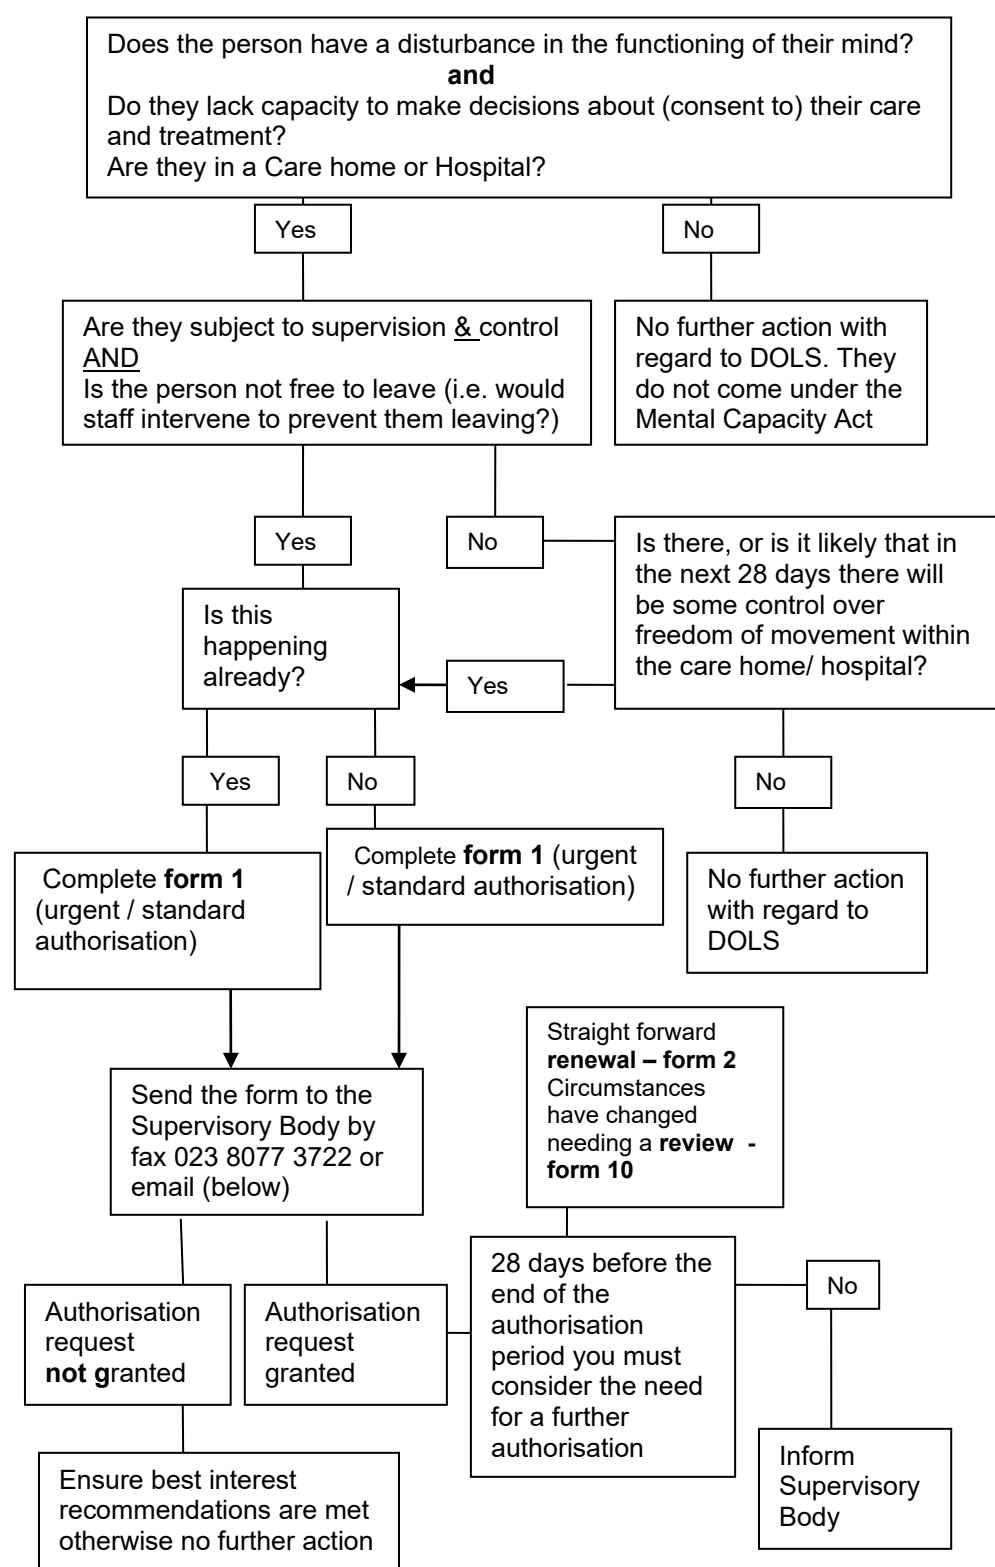 Does the person have a disturbance in the functioning of their mind?
and
Do they lack capacity to make decisions about (consent to) their care
and treatment?
Are they in a Care home or Hospital?
Yes
No
Are they subject to supervision & control
AND
Is the person not free to leave (i.e. would
staff intervene to prevent them leaving?)
No further action with
regard to DOLS. They
do not come under the
Mental Capacity Act
Yes
No
Is there, or is it likely that in
the next 28 days there will
be some control over
freedom of movement within
the care home/ hospital?
Is this
happening
already?
Yes
Yes
No
No
Complete form 1
(urgent / standard
authorisation)
Complete form 1 (urgent
/ standard authorisation)
No further action
with regard to
DOLS
Straight forward
renewal – form 2
Circumstances
have changed
needing a review -
form 10
Send the form to the
Supervisory Body by
fax 023 8077 3722 or
email (below)
Authorisation
request
not granted
Authorisation
request
granted
28 days before the
end of the
authorisation
period you must
consider the need
for a further
authorisation
No
Inform
Supervisory
Body
Ensure best interest
recommendations are met
otherwise no further action